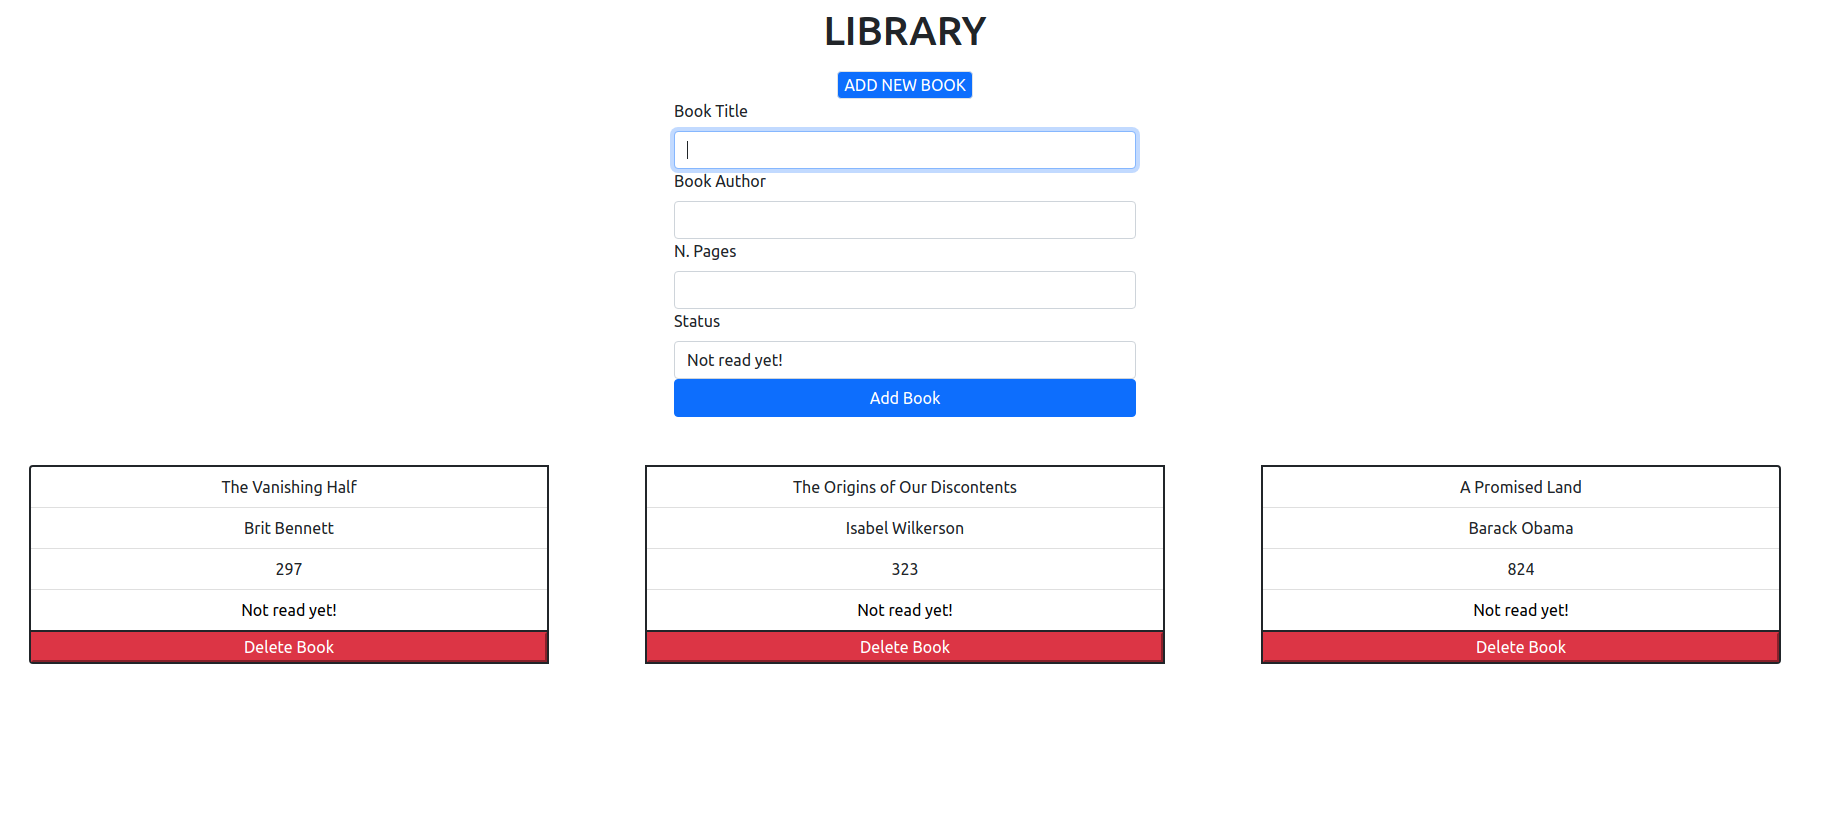 LIBRARY
ADD NEW BOOK
Book Title
Book Author
N. Pages
Status
Not read yet!
Add Book
The Vanishing Half
Brit Bennett
297
Not read yet!
Delete Book
The Origins of Our Discontents
Isabel Wilkerson
323
Not read yet!
Delete Book
A Promised Land
Barack Obama
824
Not read yet!
Delete Book